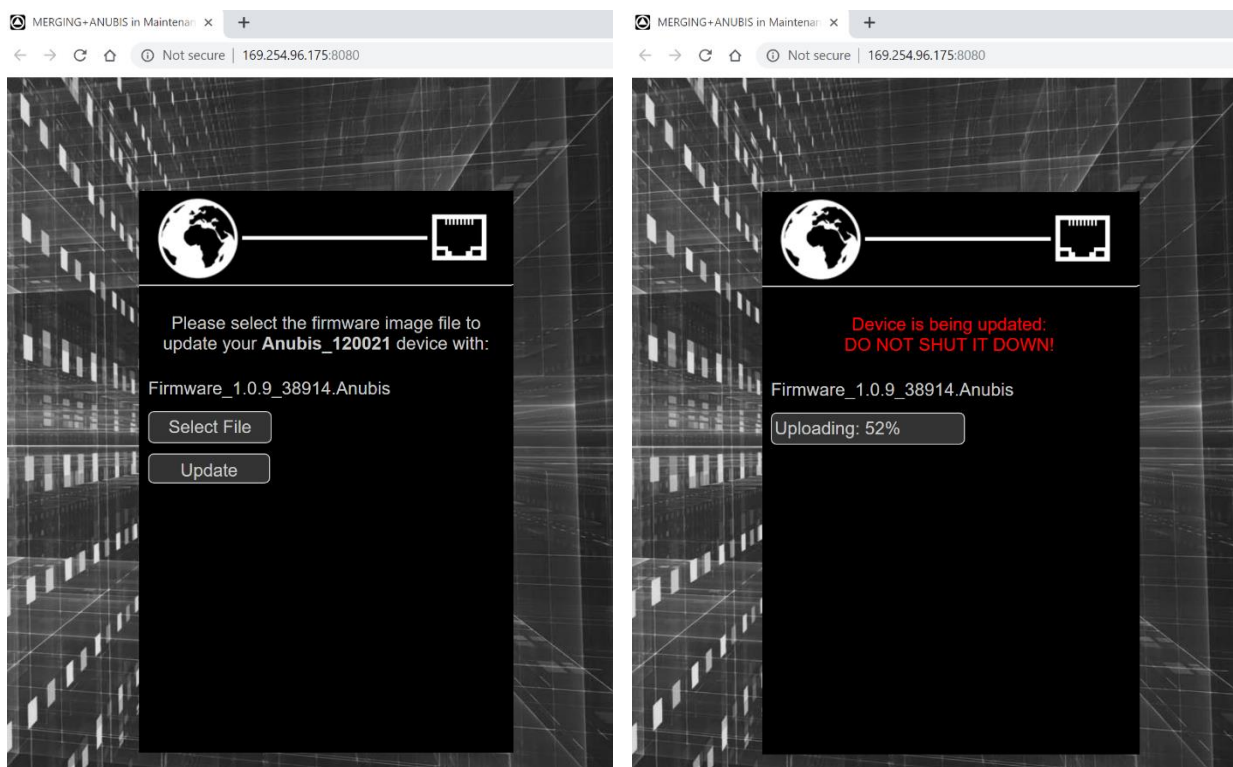 MERGING+ANUBIS in Maintenan
Not secure | 169.254.96.175:8080
Please select the firmware image file to
update your Anubis_120021 device with:
Firmware_1.0.9_38914.Anubis
Select File
Update
MERGING+ANUBIS in Maintenan
Not secure | 169.254.96.175:8080
Device is being updated:
DO NOT SHUT IT DOWN!
Firmware_1.0.9_38914.Anubis
Uploading: 52%